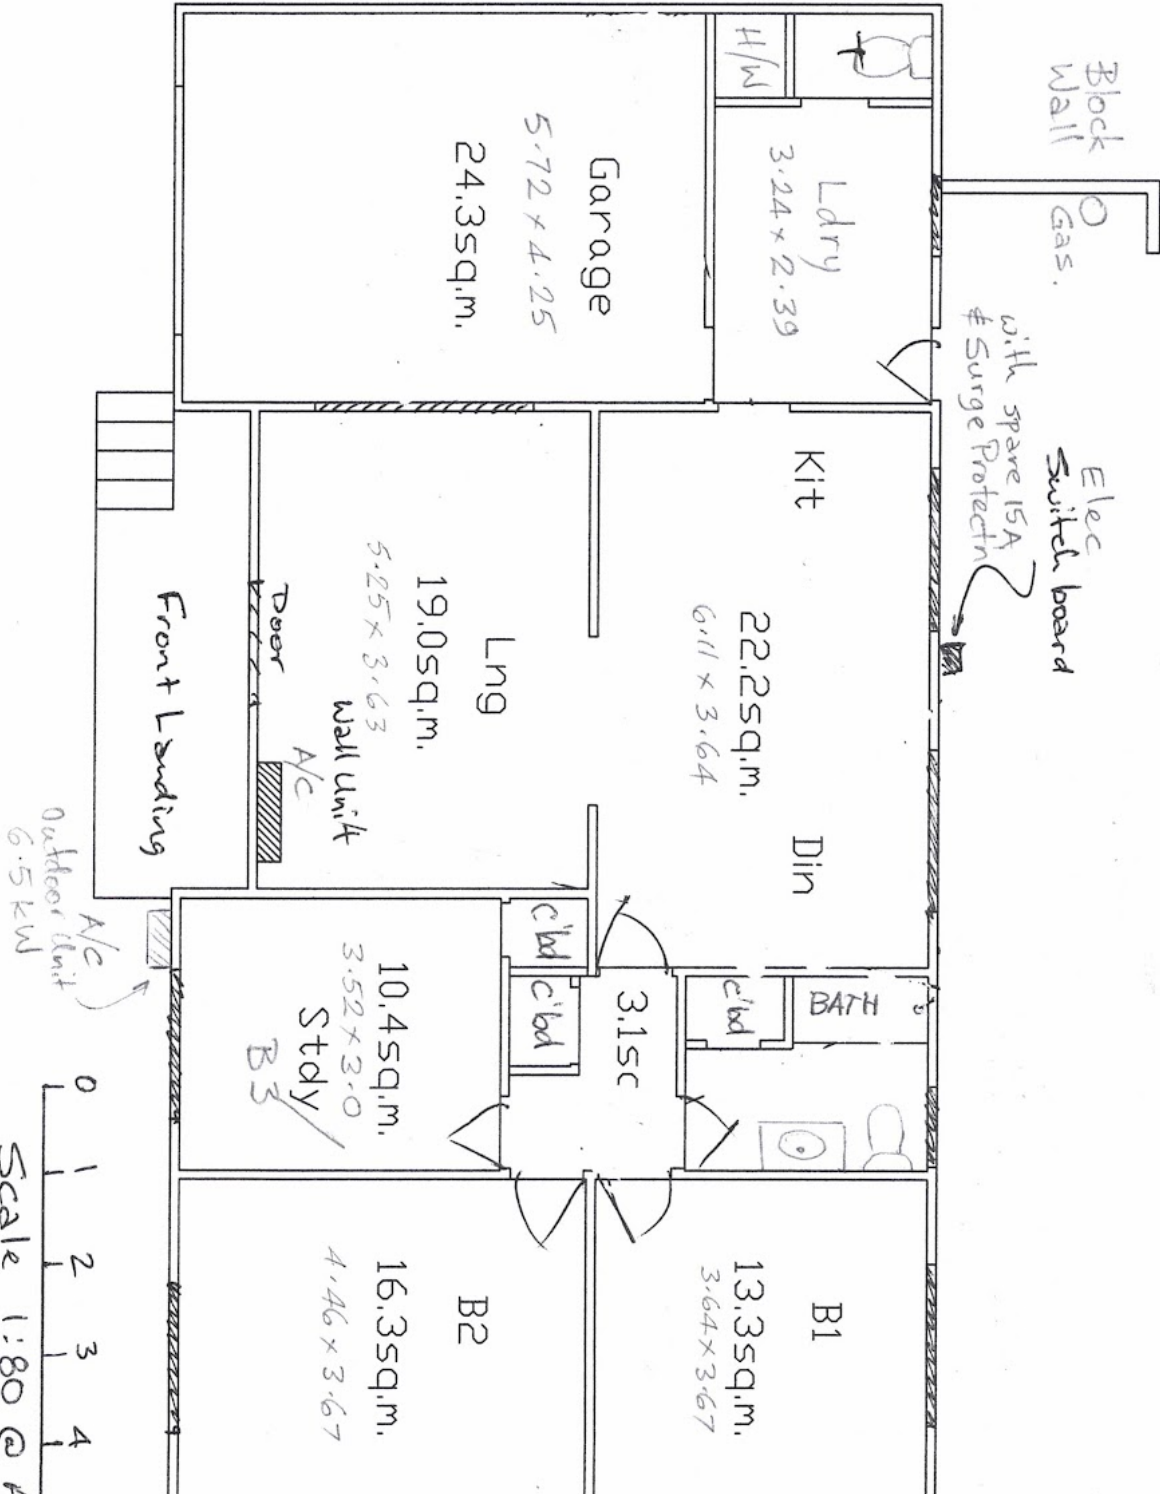 Block
Wall
Gas.
Elec
Switchboard
with spare 15A
& Surge Protectn
H/W
Ldry
3.24 x 2.39
Garage
5.72 x 4.25
24.3sq.m.
Kit
22.2sq.m.
6.11 x 3.64
Din
Lng
19.0sq.m.
5.25 x 3.63
Door
Wall Unit
A/C
Front Landing
A/C
Outdoor Unit
6.5 kW
c'bd
c'bd
c'bd
BATH
3.1sc
10.4sq.m.
3.52 x 3.0
Stdy
B3
B1
13.3sq.m.
3.64 x 3.67
B2
16.3sq.m.
4.46 x 3.67
0 1 2 3 4
Scale 1:80 @